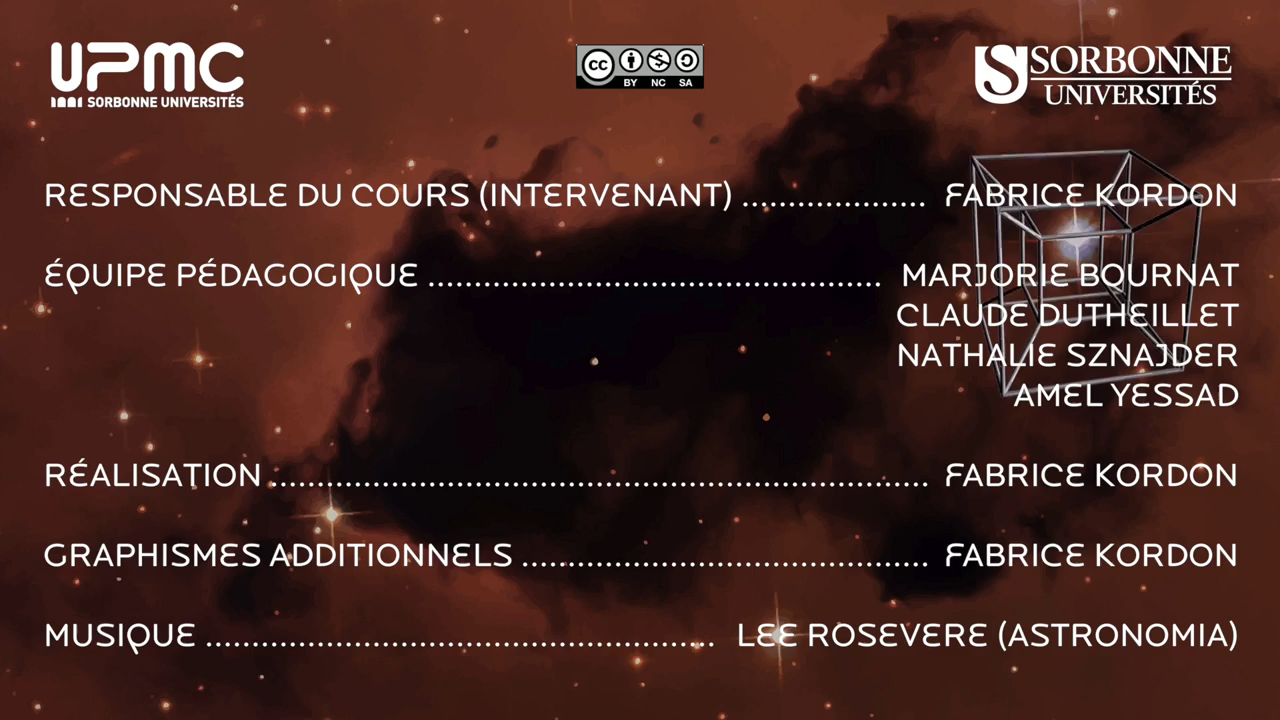 UPMC
SORBONNE UNIVERSITÉS
cc BY NC SA
SORBONNE
UNIVERSITÉS
RESPONSABLE DU COURS (INTERVENANT) .................... FABRICE KORDON
ÉQUIPE PÉDAGOGIQUE ................................................ MARJORIE BOURNAT
CLAUDE DUTHEILLET
NATHALIE SZNAJDER
AMEL YESSAD
RÉALISATION ...................................................................... FABRICE KORDON
GRAPHISMES ADDITIONNELS ........................................... FABRICE KORDON
MUSIQUE ...................................................... LEE ROSEVERE (ASTRONOMIA)